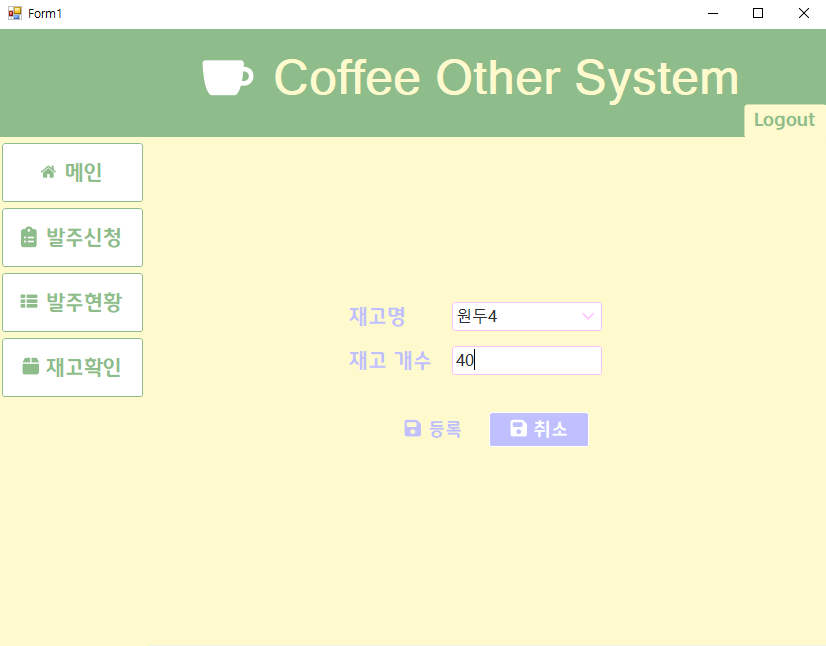 Form1
Coffee Other System
Logout
메인
발주신청
발주현황
재고확인
재고명 원두4
재고 개수 40
등록 취소